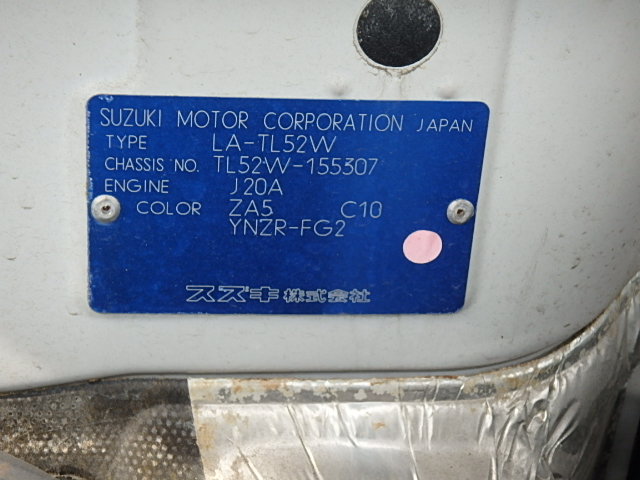 SUZUKI MOTOR CORPORATION JAPAN
TYPE LA-TL52W
CHASSIS NO. TL52W-155307
ENGINE J20A
COLOR ZA5 C10
YNZR-FG2
スズキ株式会社